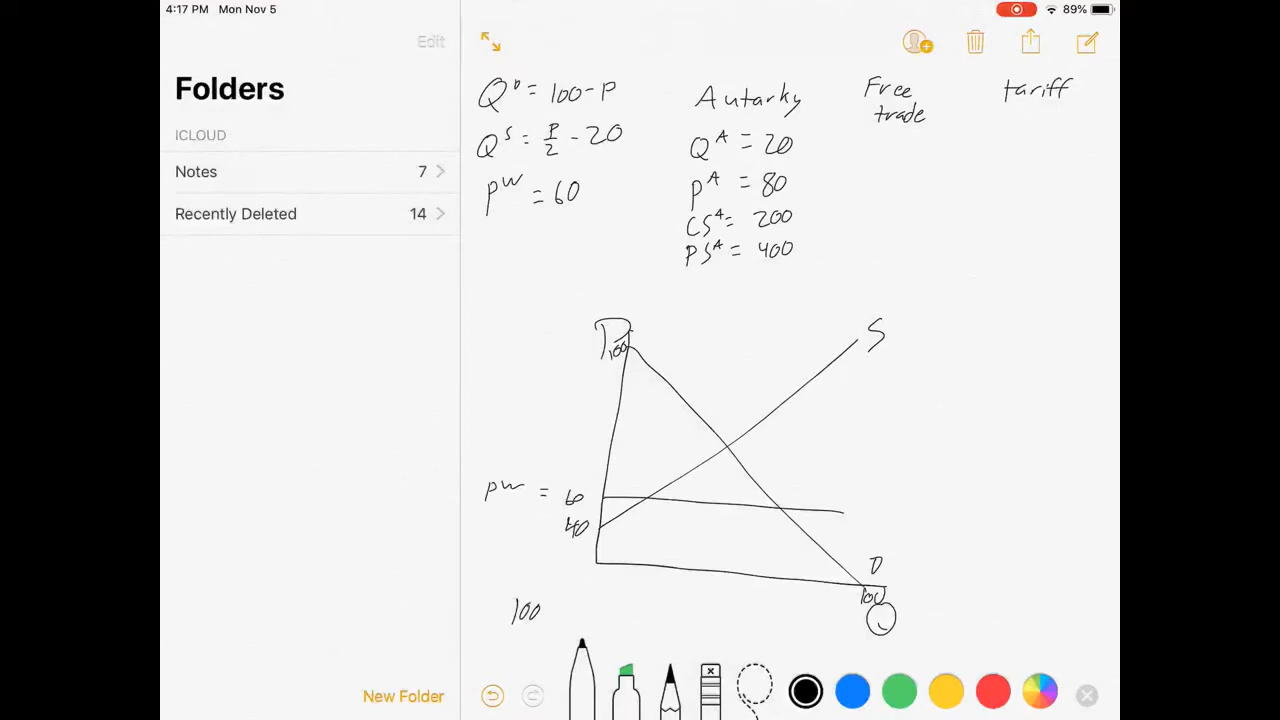 4:17 PM Mon Nov 5
89%
Edit
Folders
ICLOUD
Notes 7
Recently Deleted 14
New Folder
Q^D = 100 - P
Q^S = P/2 - 20
P^W = 60
Autarky
Q^A = 20
P^A = 80
CS^A = 200
PS^A = 400
Free
trade
tariff
P
100
S
PW = 60
40
D
100
Q
100